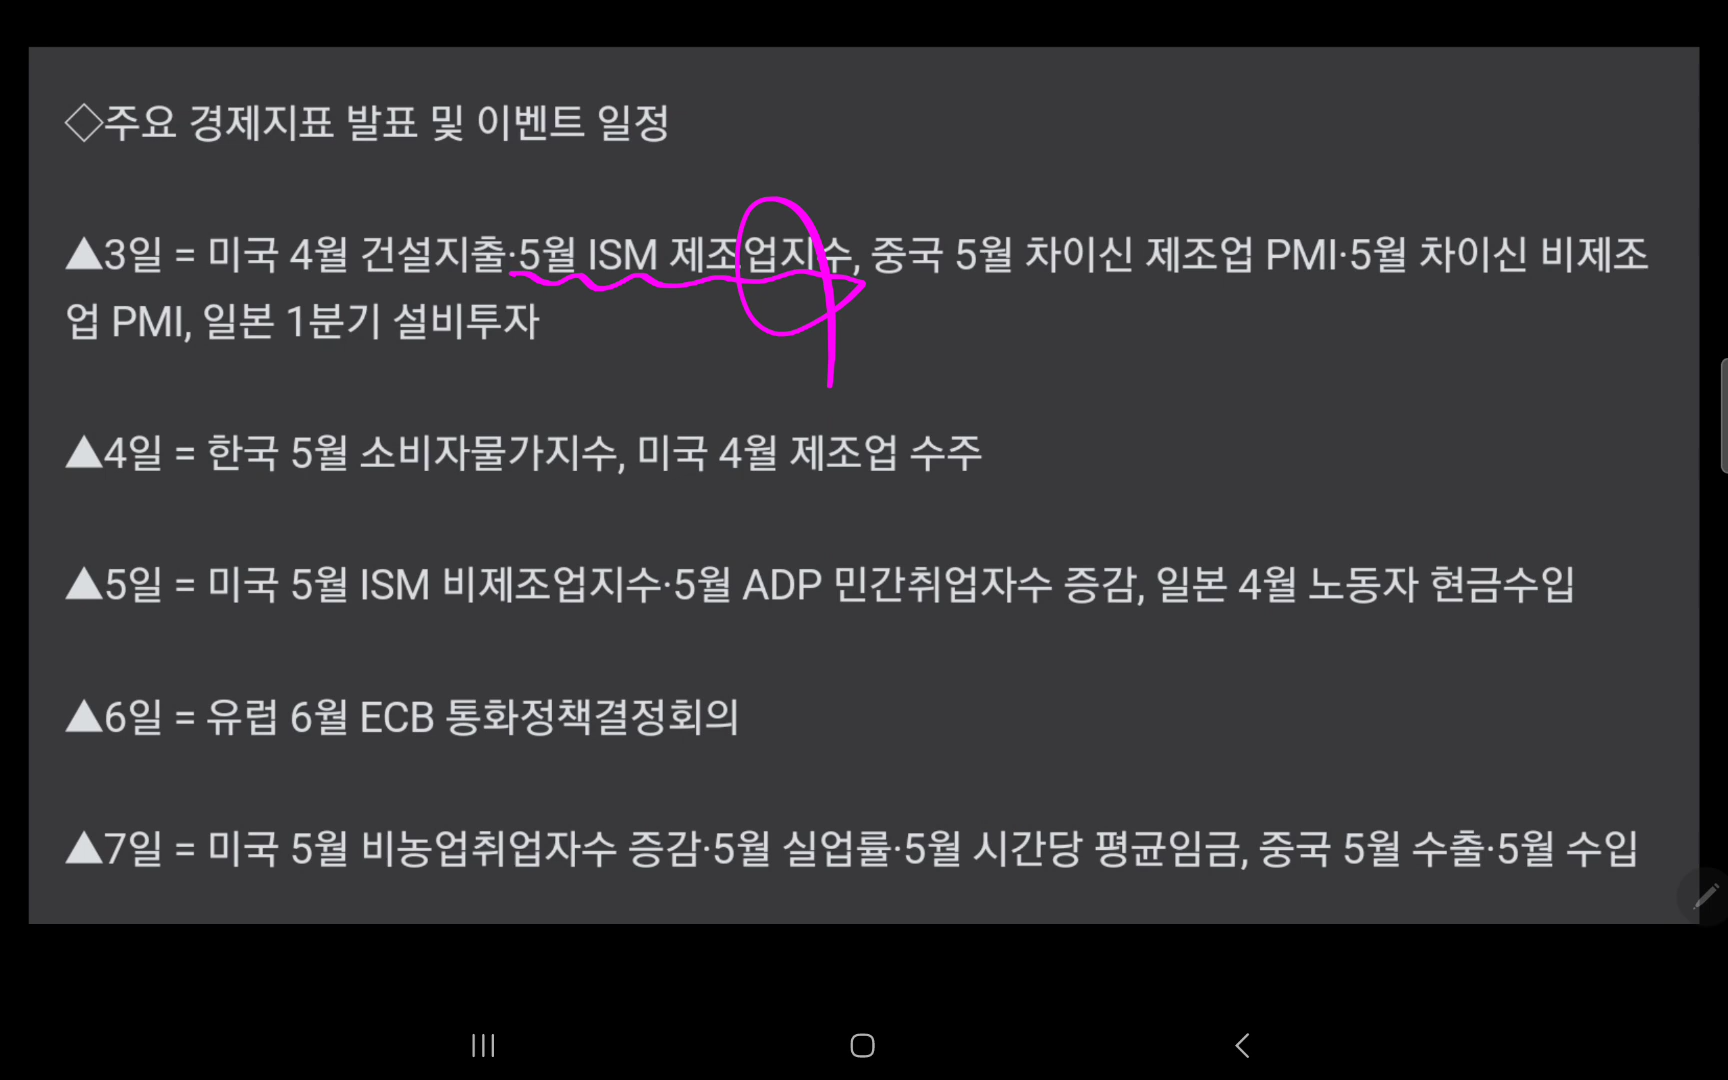 ◇주요 경제지표 발표 및 이벤트 일정
▲3일 = 미국 4월 건설지출·5월 ISM 제조업지수, 중국 5월 차이신 제조업 PMI·5월 차이신 비제조
업 PMI, 일본 1분기 설비투자
▲4일 = 한국 5월 소비자물가지수, 미국 4월 제조업 수주
▲5일 = 미국 5월 ISM 비제조업지수·5월 ADP 민간취업자수 증감, 일본 4월 노동자 현금수입
▲6일 = 유럽 6월 ECB 통화정책결정회의
▲7일 = 미국 5월 비농업취업자수 증감·5월 실업률·5월 시간당 평균임금, 중국 5월 수출·5월 수입